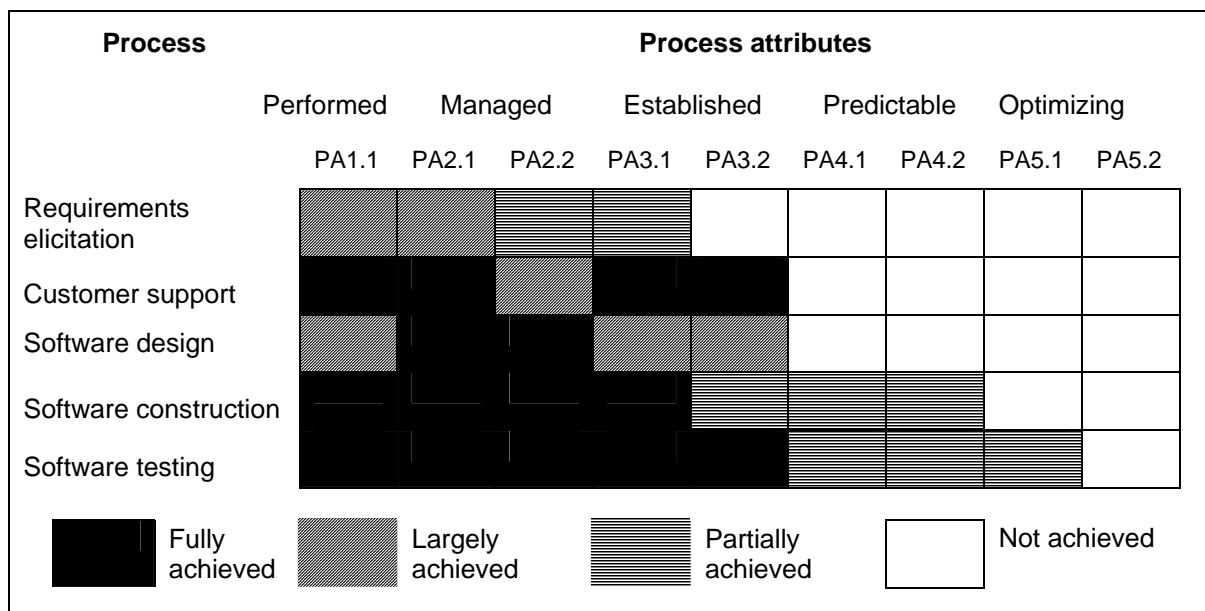 Process Process attributes
Performed Managed Established Predictable Optimizing
PA1.1 PA2.1 PA2.2 PA3.1 PA3.2 PA4.1 PA4.2 PA5.1 PA5.2
Requirements
elicitation
Customer support
Software design
Software construction
Software testing
Fully
achieved
Largely
achieved
Partially
achieved
Not achieved